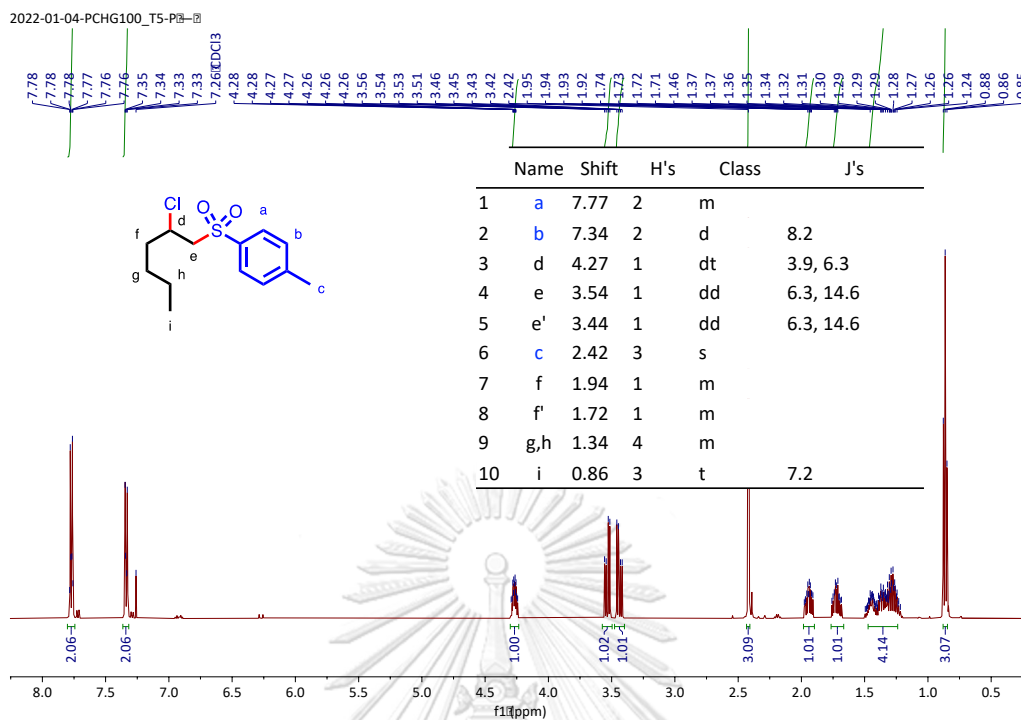 2022-01-04-PCHG100_T5-P
7.78
7.78
7.78
7.77
7.76
7.76
7.35
7.34
7.33
7.33
7.26 CDCl3
4.28
4.28
4.27
4.27
4.26
4.26
4.26
3.56
3.54
3.53
3.51
3.46
3.45
3.43
3.42
2.42
1.95
1.94
1.93
1.92
1.74
1.73
1.72
1.71
1.46
1.37
1.37
1.36
1.35
1.34
1.32
1.31
1.30
1.29
1.29
1.29
1.28
1.27
1.26
1.26
1.24
0.88
0.86
0.85
Name Shift H's Class J's
1 a 7.77 2 m
2 b 7.34 2 d 8.2
3 d 4.27 1 dt 3.9, 6.3
4 e 3.54 1 dd 6.3, 14.6
5 e' 3.44 1 dd 6.3, 14.6
6 c 2.42 3 s
7 f 1.94 1 m
8 f' 1.72 1 m
9 g,h 1.34 4 m
10 i 0.86 3 t 7.2
Cl
O O
d
a
S
f
b
e
g
h
c
i
2.06
2.06
1.00
1.02
1.01
3.09
1.01
1.01
4.14
3.07
8.0 7.5 7.0 6.5 6.0 5.5 5.0 4.5 4.0 3.5 3.0 2.5 2.0 1.5 1.0 0.5
f1 (ppm)